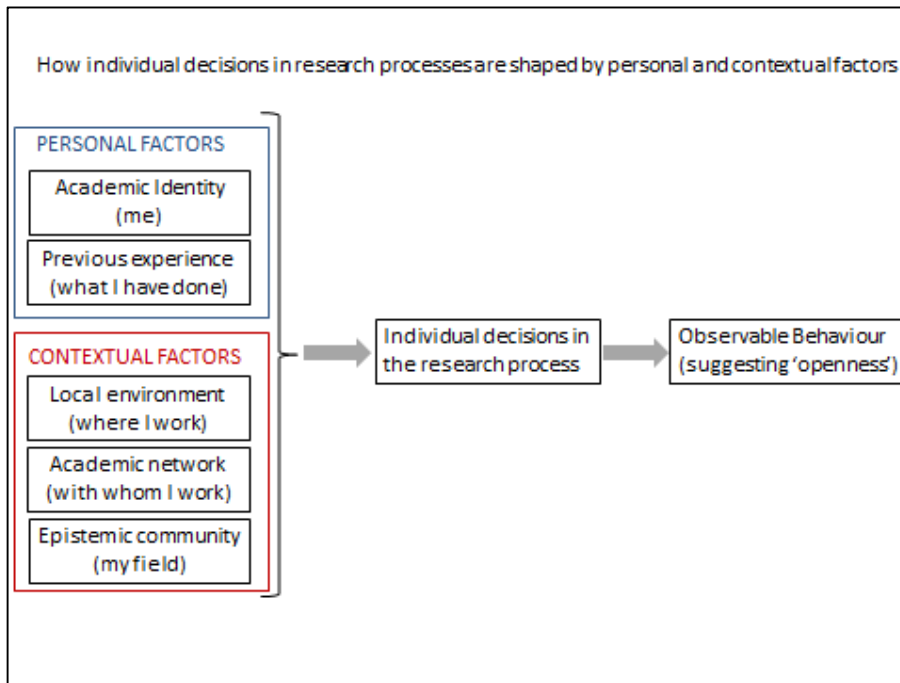 How individual decisions in research processes are shaped by personal and contextual factors
PERSONAL FACTORS
Academic Identity
(me)
Previous experience
(what I have done)
CONTEXTUAL FACTORS
Local environment
(where I work)
Academic network
(with whom I work)
Epistemic community
(my field)
Individual decisions in
the research process
Observable Behaviour
(suggesting 'openness')